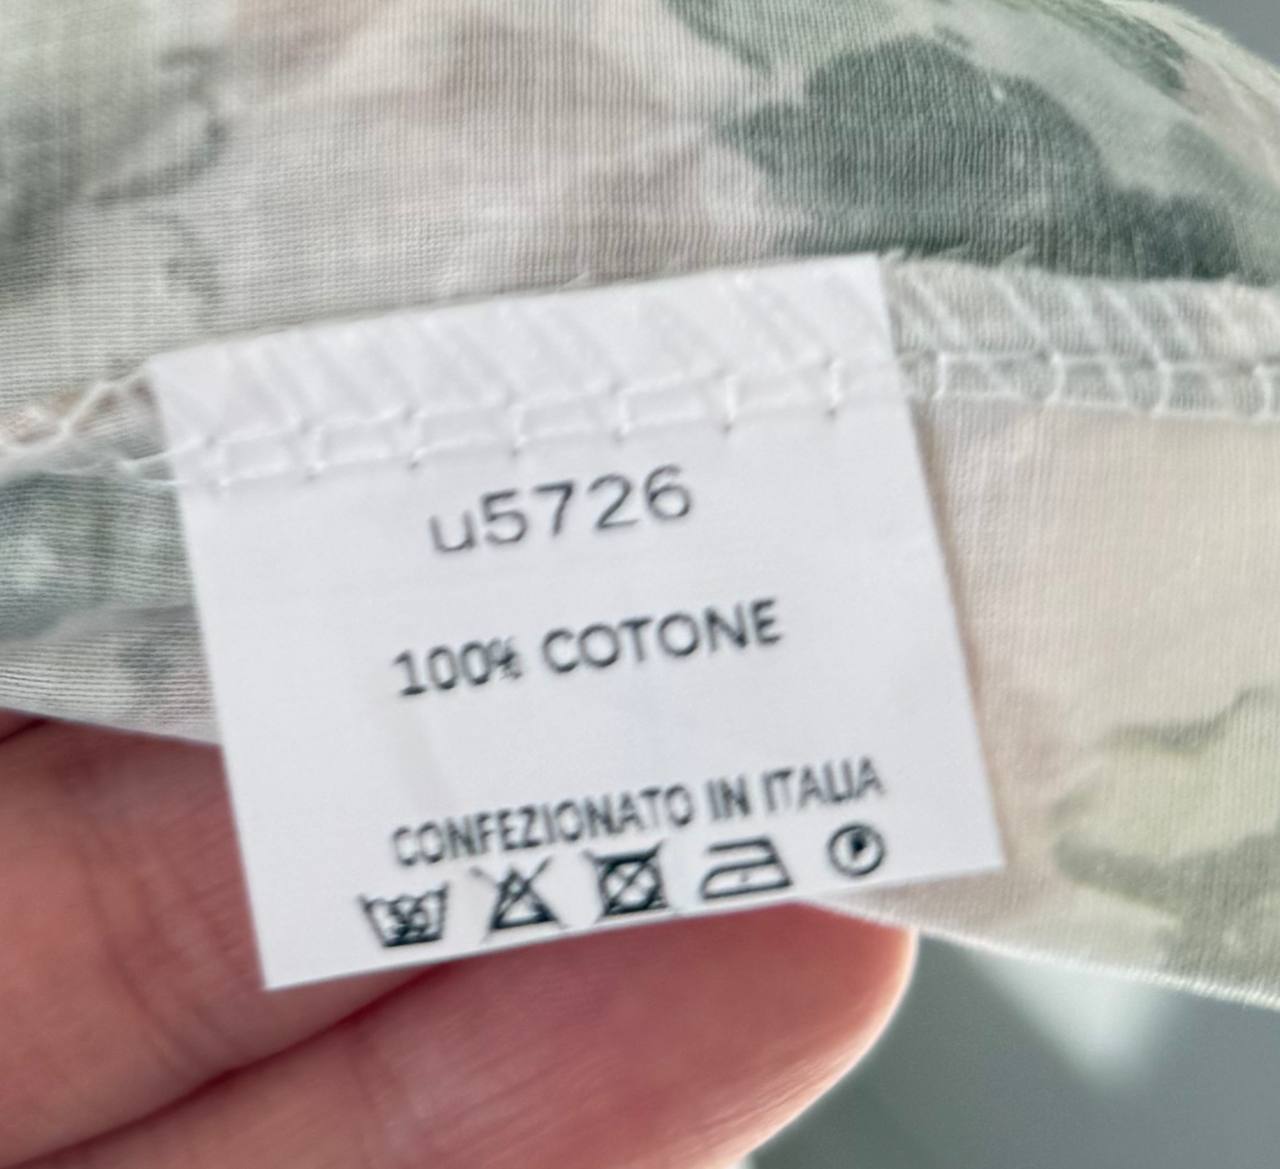 u5726
100% COTONE
CONFEZIONATO IN ITALIA
P